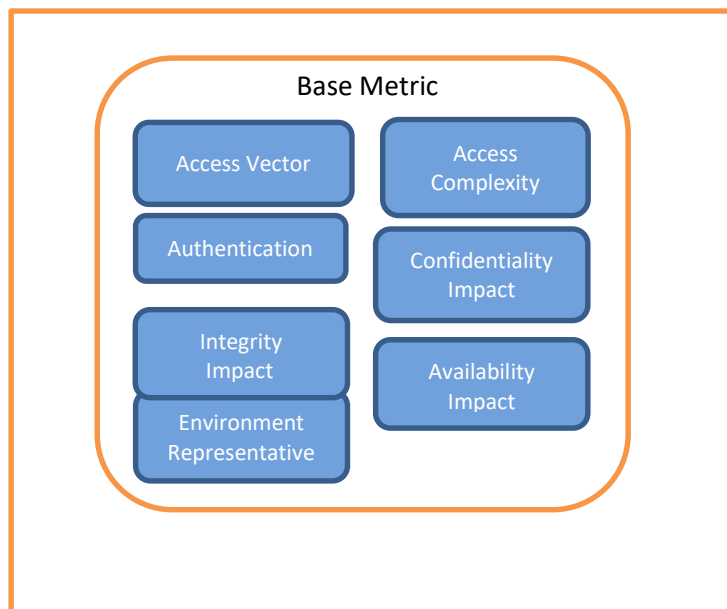 Base Metric
Access Vector
Access
Complexity
Authentication
Confidentiality
Impact
Integrity
Impact
Availability
Impact
Environment
Representative